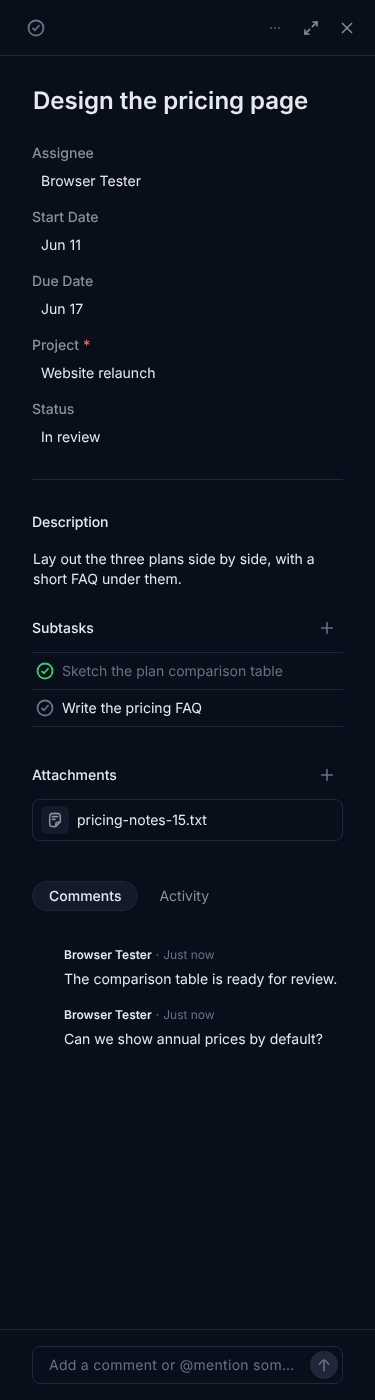 Design the pricing page
Assignee
Browser Tester
Start Date
Jun 11
Due Date
Jun 17
Project *
Website relaunch
Status
In review
Description
Lay out the three plans side by side, with a
short FAQ under them.
Subtasks
Sketch the plan comparison table
Write the pricing FAQ
Attachments
pricing-notes-15.txt
Comments Activity
Browser Tester · Just now
The comparison table is ready for review.
Browser Tester · Just now
Can we show annual prices by default?
Add a comment or @mention som...